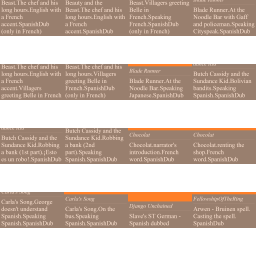 Beast.The chef and his
long hours.English with
a French
accent.SpanishDub
(only in French)
Beauty and the
Beast.The chef and his
long hours.English with
a French
accent.SpanishDub
Beast.Villagers greeting
Belle in
French.Speaking
French.SpanishDub
(only in French)
Blade Runner.At the
Noodle Bar with Gaff
and policeman.Speaking
Cityspeak.SpanishDub
Beast.The chef and his
long hours.English with
a French
accent.Villagers
greeting Belle in French
Beast.The chef and his
long hours.Villagers
greeting Belle in
French.SpanishDub
(only in French)
Blade Runner
Blade Runner.At the
Noodle Bar.Speaking
Japanese.SpanishDub
Butch Cassidy and the
Sundance Kid.Bolivian
bandits.Speaking
Spanish.SpanishDub
Butch Cassidy and the
Sundance Kid.Robbing
a bank (1st part).¡Esto
es un robo!.SpanishDub
Butch Cassidy and the
Sundance Kid.Robbing
a bank (2nd
part).Speaking
Spanish.SpanishDub
Chocolat
Chocolat.narrator's
introduction.French
word.SpanishDub
Chocolat
Chocolat.renting the
shop.French
word.SpanishDub
Carla's Song.George
doesn't understand
Spanish.Speaking
Spanish.SpanishDub
Carla's Song
Carla's Song.On the
bus.Speaking
Spanish.SpanishDub
Django Unchained
Slave's ST German -
Spanish dubbed
FellowshipOfTheRing
Arwen - Bruinen spell.
Casting the spell.
SpanishDub